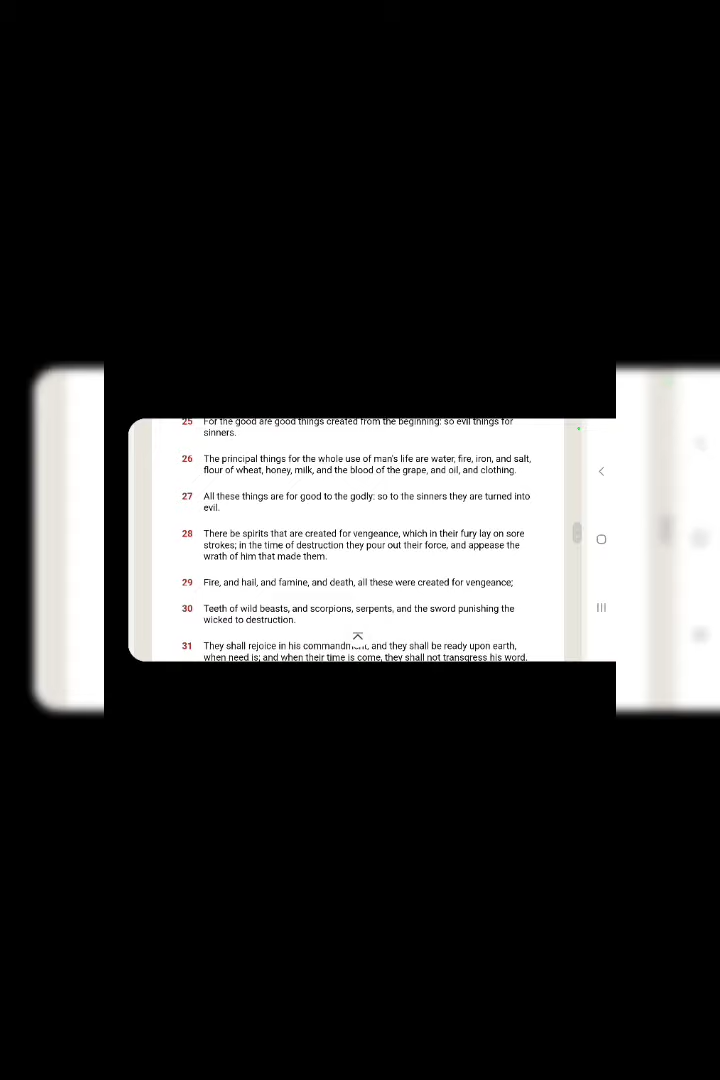 25 For the good are good things created from the beginning: so evil things for
sinners.
26 The principal things for the whole use of man's life are water, fire, iron, and salt,
flour of wheat, honey, milk, and the blood of the grape, and oil, and clothing.
27 All these things are for good to the godly: so to the sinners they are turned into
evil.
28 There be spirits that are created for vengeance, which in their fury lay on sore
strokes; in the time of destruction they pour out their force, and appease the
wrath of him that made them.
29 Fire, and hail, and famine, and death, all these were created for vengeance;
30 Teeth of wild beasts, and scorpions, serpents, and the sword punishing the
wicked to destruction.
31 They shall rejoice in his commandment, and they shall be ready upon earth,
when need is; and when their time is come, they shall not transgress his word.